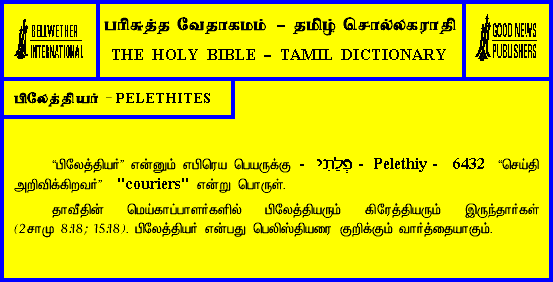 BELLWETHER
INTERNATIONAL
பரிசுத்த வேதாகமம் – தமிழ் சொல்லகராதி
THE HOLY BIBLE – TAMIL DICTIONARY
GOOD NEWS
PUBLISHERS
பிலேத்தியர் – PELETHITES
“பிலேத்தியர்” என்னும் எபிரெய பெயருக்கு - פְּלֵתִי - Pelethiy - 6432 “செய்தி
அறிவிக்கிறவர்” "couriers" என்று பொருள்.
தாவீதின் மெய்காப்பாளர்களில் பிலேத்தியரும் கிரேத்தியரும் இருந்தார்கள்
(2சாமு 8:18; 15:18). பிலேத்தியர் என்பது பெலிஸ்தியரை குறிக்கும் வார்த்தையாகும்.